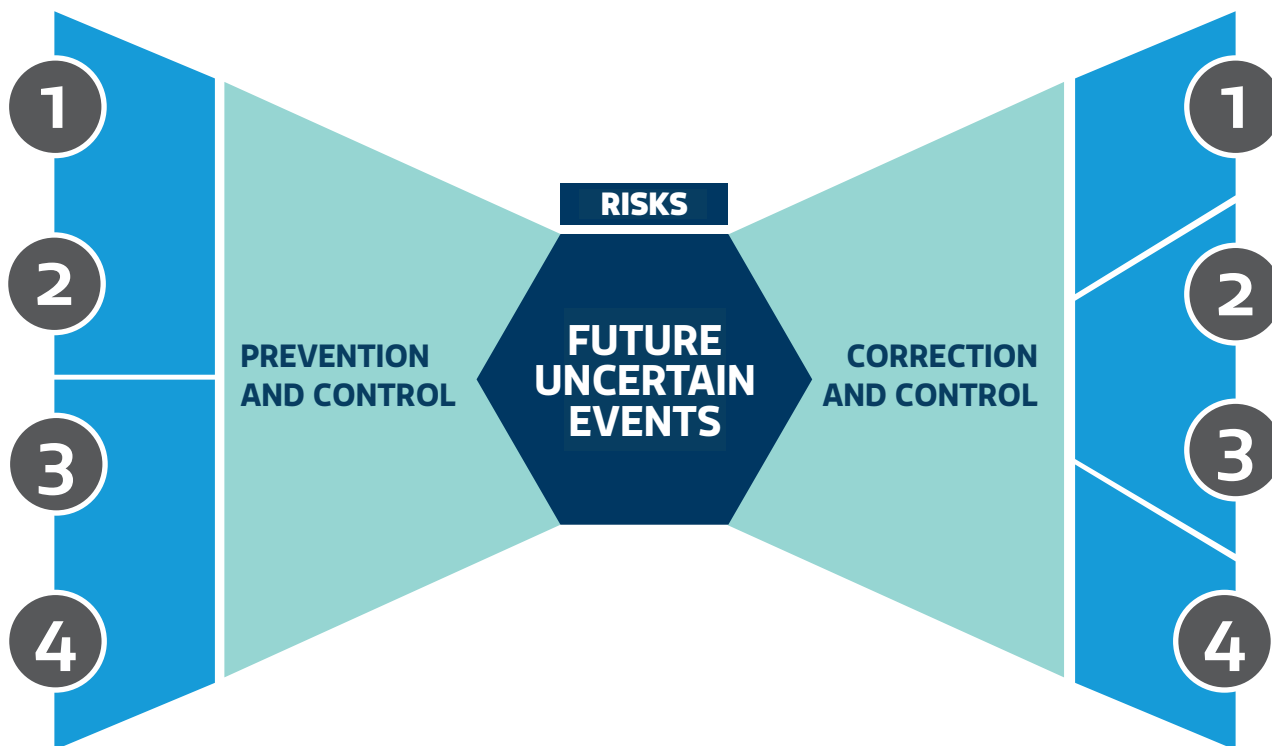 1
2
3
4
PREVENTION
AND CONTROL
RISKS
FUTURE
UNCERTAIN
EVENTS
CORRECTION
AND CONTROL
1
2
3
4